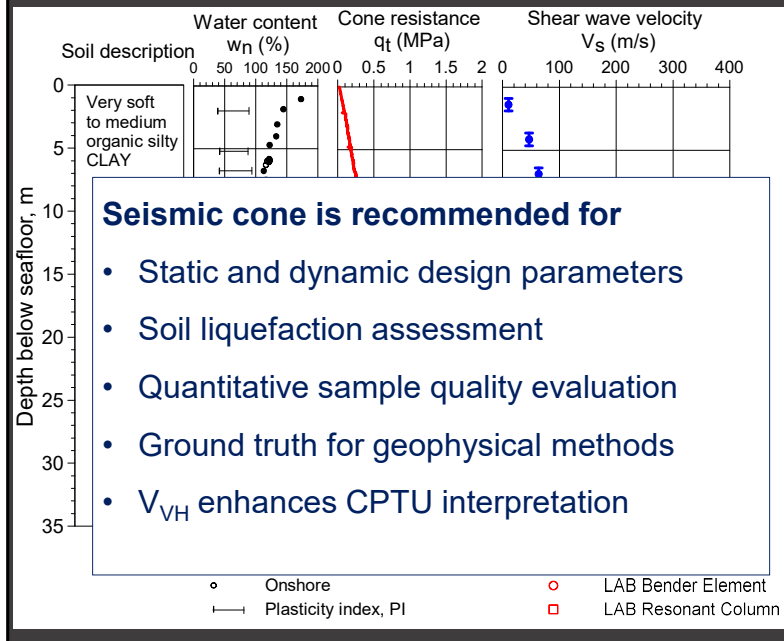 Soil description
Water content
wn (%)
Cone resistance
qt (MPa)
Shear wave velocity
Vs (m/s)
0 50 100 150 200
0 0.5 1 1.5 2
0 100 200 300 400
Depth below seafloor, m
0
5
10
15
20
25
30
35
Very soft
to medium
organic silty
CLAY
Seismic cone is recommended for
• Static and dynamic design parameters
• Soil liquefaction assessment
• Quantitative sample quality evaluation
• Ground truth for geophysical methods
• VVH enhances CPTU interpretation
Onshore
Plasticity index, PI
LAB Bender Element
LAB Resonant Column